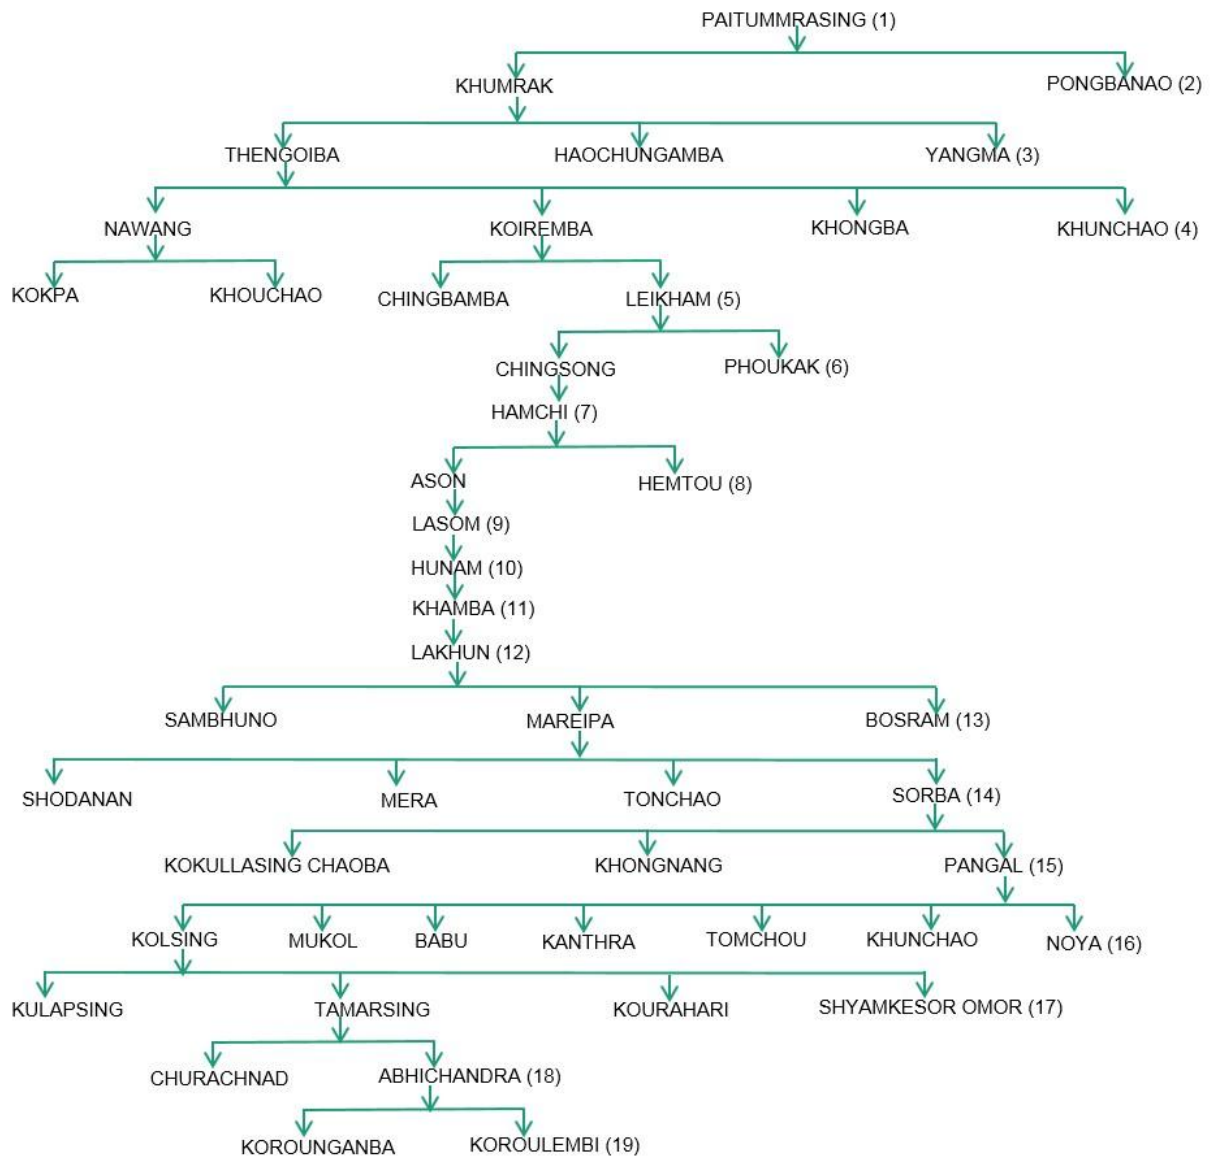 PAITUMMRASING (1)
KHUMRAK PONGBANAO (2)
THENGOIBA HAOCHUNGAMBA YANGMA (3)
NAWANG KOIREMBA KHONGBA KHUNCHAO (4)
KOKPA KHOUCHAO CHINGBAMBA LEIKHAM (5)
CHINGSONG PHOUKAK (6)
HAMCHI (7)
ASON HEMTOU (8)
LASOM (9)
HUNAM (10)
KHAMBA (11)
LAKHUN (12)
SAMBHUNO MAREIPA BOSRAM (13)
SHODANAN MERA TONCHAO SORBA (14)
KOKULLASING CHAOBA KHONGNANG PANGAL (15)
KOLSING MUKOL BABU KANTHRA TOMCHOU KHUNCHAO NOYA (16)
KULAPSING TAMARSING KOURAHARI SHYAMKESOR OMOR (17)
CHURACHNAD ABHICHANDRA (18)
KOROUNGANBA KOROULEMBI (19)